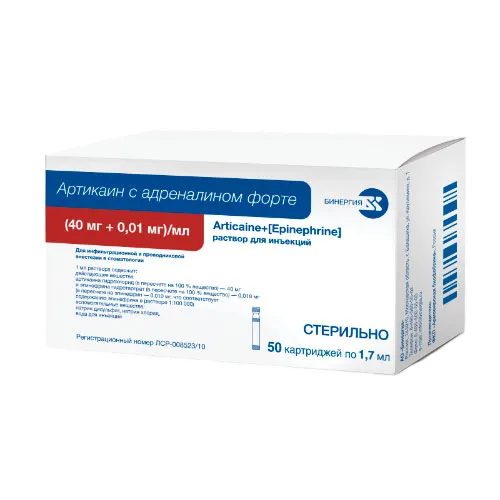 Артикаин с адреналином форте
БИНЕРГИЯ
(40 мг + 0,01 мг)/мл
Articaine+[Epinephrine]
раствор для инъекций
Для инфильтрационной и проводниковой
анестезии в стоматологии
1 мл раствора содержит:
действующие вещества:
артикаина гидрохлорид (в пересчете на 100 % вещество) — 40 мг
и эпинефрина гидротартрат (в пересчете на 100 % вещество) — 0,018 мг
(в пересчете на эпинефрин — 0,010 мг, что соответствует
содержанию эпинефрина в растворе 1:100 000)
натрия дисульфит, натрия хлорид,
вода для инъекций
СТЕРИЛЬНО
50 картриджей по 1,7 мл
Регистрационный номер ЛСР-008523/10